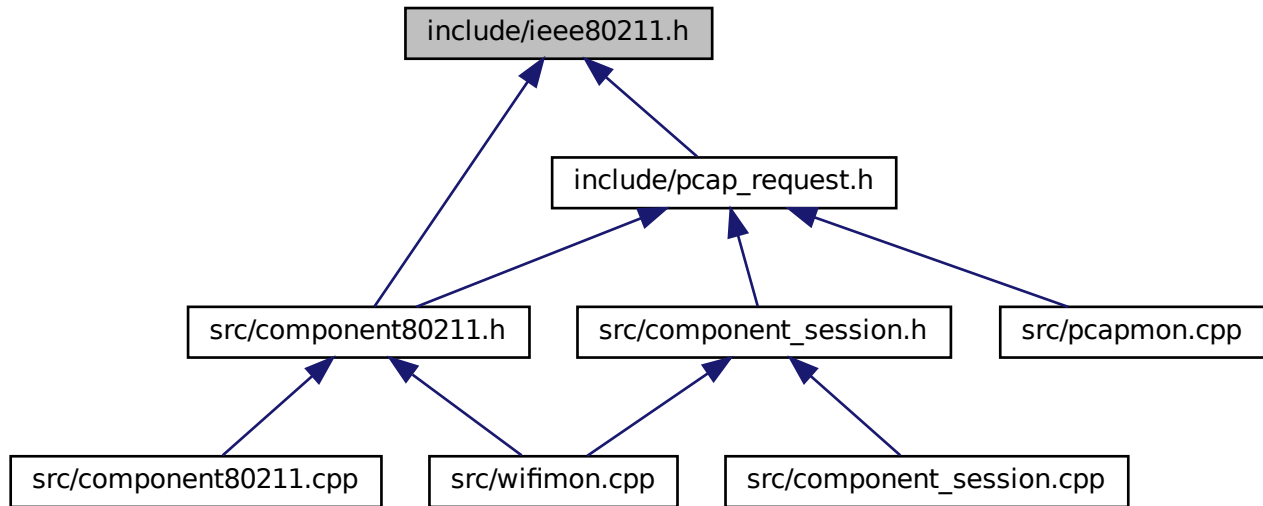 include/ieee80211.h
include/pcap_request.h
src/component80211.h
src/component_session.h
src/pcapmon.cpp
src/component80211.cpp
src/wifimon.cpp
src/component_session.cpp